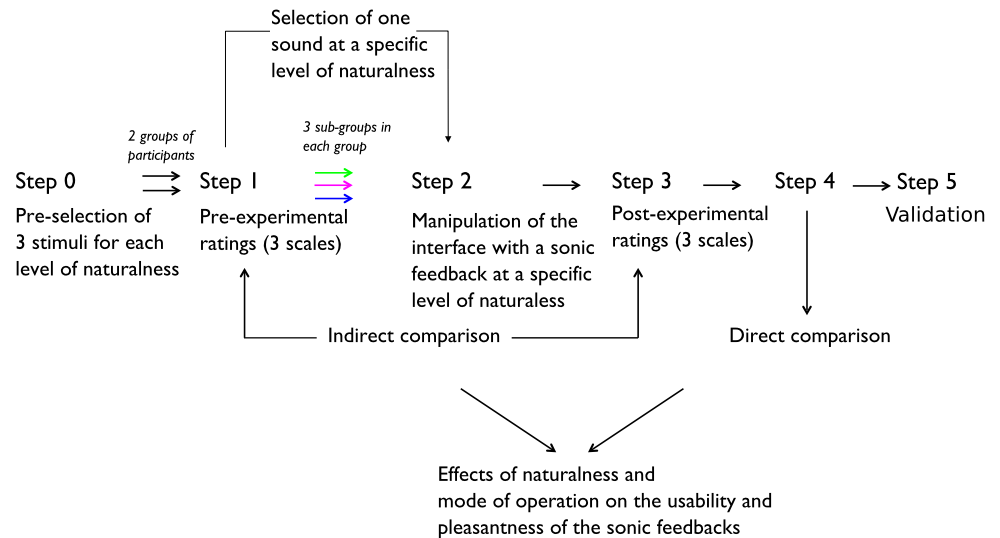 Selection of one
sound at a specific
level of naturalness
2 groups of
participants
3 sub-groups in
each group
Step 0
Pre-selection of
3 stimuli for each
level of naturalness
Step 1
Pre-experimental
ratings (3 scales)
Step 2
Manipulation of the
interface with a sonic
feedback at a specific
level of naturaless
Step 3
Post-experimental
ratings (3 scales)
Step 4
Step 5
Validation
Indirect comparison
Direct comparison
Effects of naturalness and
mode of operation on the usability and
pleasantness of the sonic feedbacks